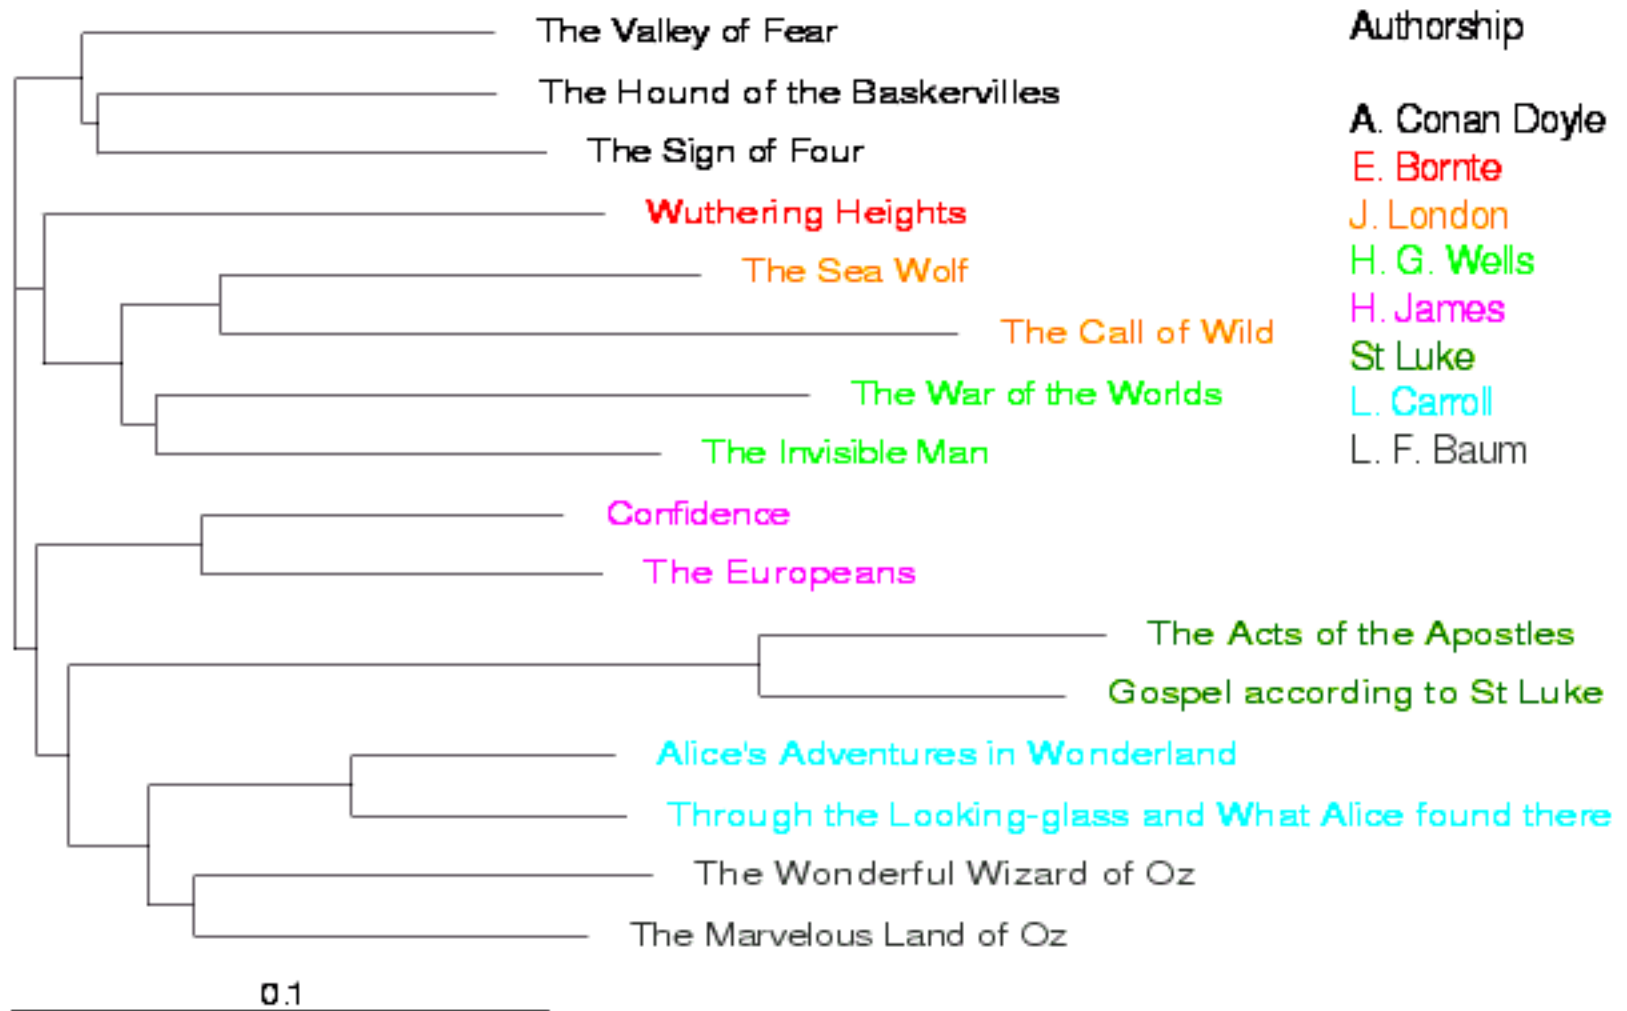 The Valley of Fear
The Hound of the Baskervilles
The Sign of Four
Wuthering Heights
The Sea Wolf
The Call of Wild
The War of the Worlds
The Invisible Man
Confidence
The Europeans
The Acts of the Apostles
Gospel according to St Luke
Alice's Adventures in Wonderland
Through the Looking-glass and What Alice found there
The Wonderful Wizard of Oz
The Marvelous Land of Oz
0.1
Authorship
A. Conan Doyle
E. Bornte
J. London
H. G. Wells
H. James
St Luke
L. Carroll
L. F. Baum